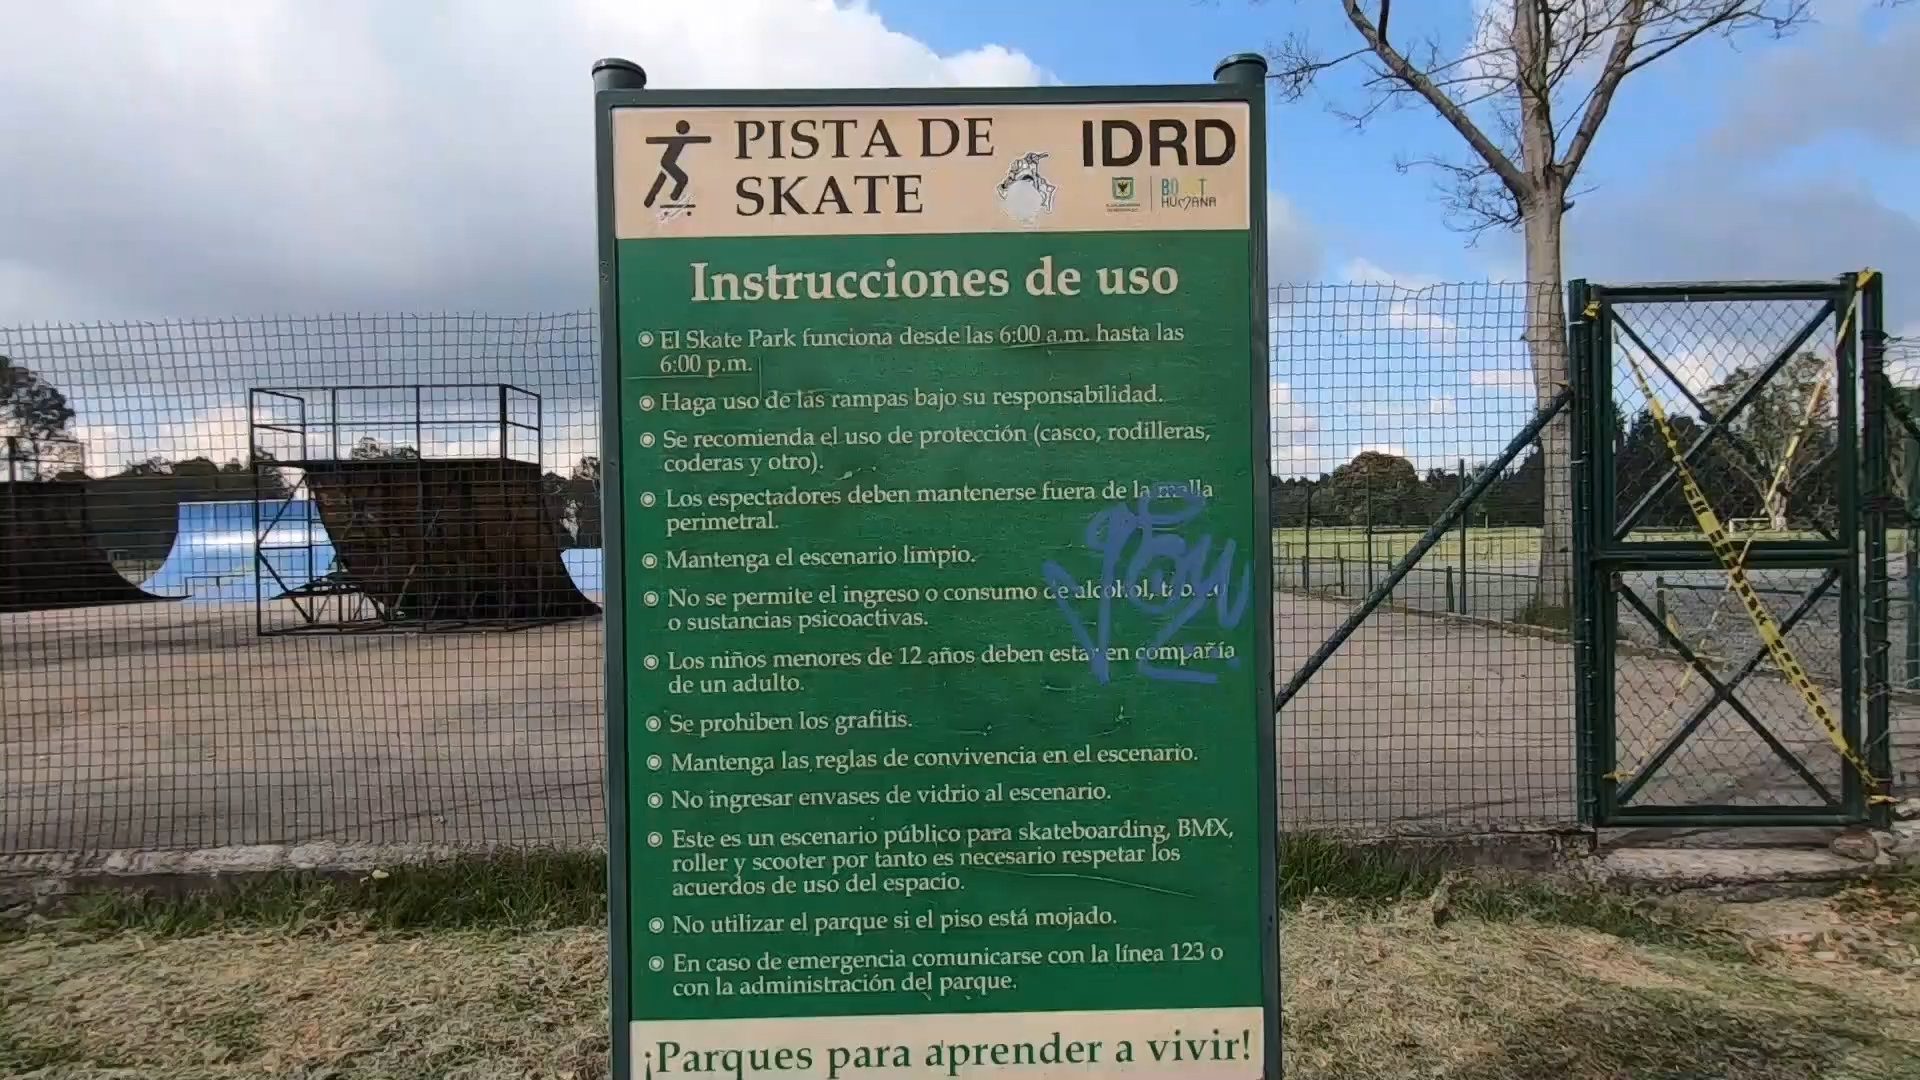 PISTA DE
SKATE
IDRD
HUMANA
Instrucciones de uso
El Skate Park funciona desde las 6:00 a.m. hasta las
6:00 p.m.
Haga uso de las rampas bajo su responsabilidad.
Se recomienda el uso de protección (casco, rodilleras,
coderas y otro).
Los espectadores deben mantenerse fuera de la malla
perimetral.
Mantenga el escenario limpio.
No se permite el ingreso o consumo de alcohol, tabaco
o sustancias psicoactivas.
Los niños menores de 12 años deben estar en compañía
de un adulto.
Se prohiben los grafitis.
Mantenga las reglas de convivencia en el escenario.
No ingresar envases de vidrio al escenario.
Este es un escenario público para skateboarding, BMX,
roller y scooter por tanto es necesario respetar los
acuerdos de uso del espacio.
No utilizar el parque si el piso está mojado.
En caso de emergencia comunicarse con la línea 123 o
con la administración del parque.
¡Parques para aprender a vivir!